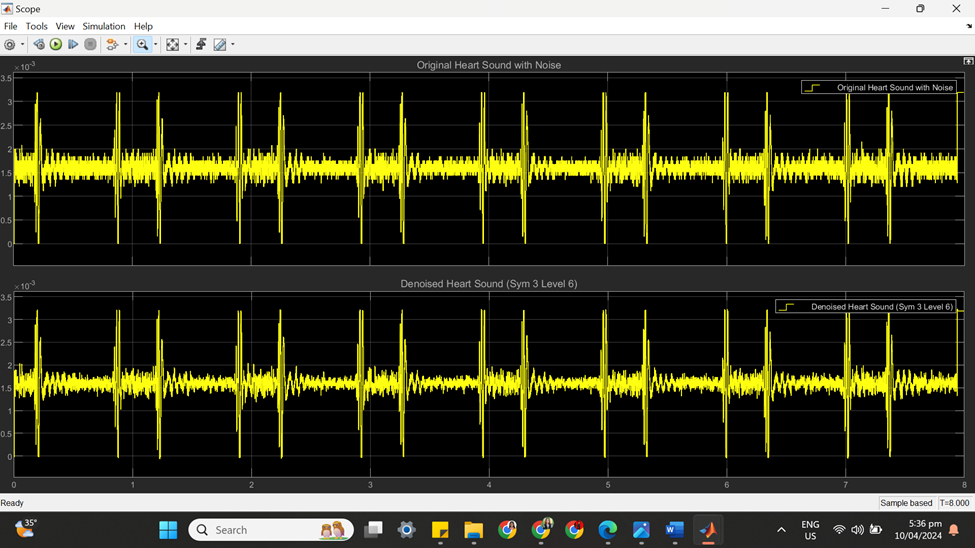 Scope
File Tools View Simulation Help
×10⁻³
Original Heart Sound with Noise
3.5
Original Heart Sound with Noise
3
2.5
2
1.5
1
0.5
0
×10⁻³
Denoised Heart Sound (Sym 3 Level 6)
3.5
Denoised Heart Sound (Sym 3 Level 6)
3
2.5
2
1.5
1
0.5
0
0 1 2 3 4 5 6 7 8
Ready
Sample based T=8.000
35°
Search
ENG
US
5:36 pm
10/04/2024